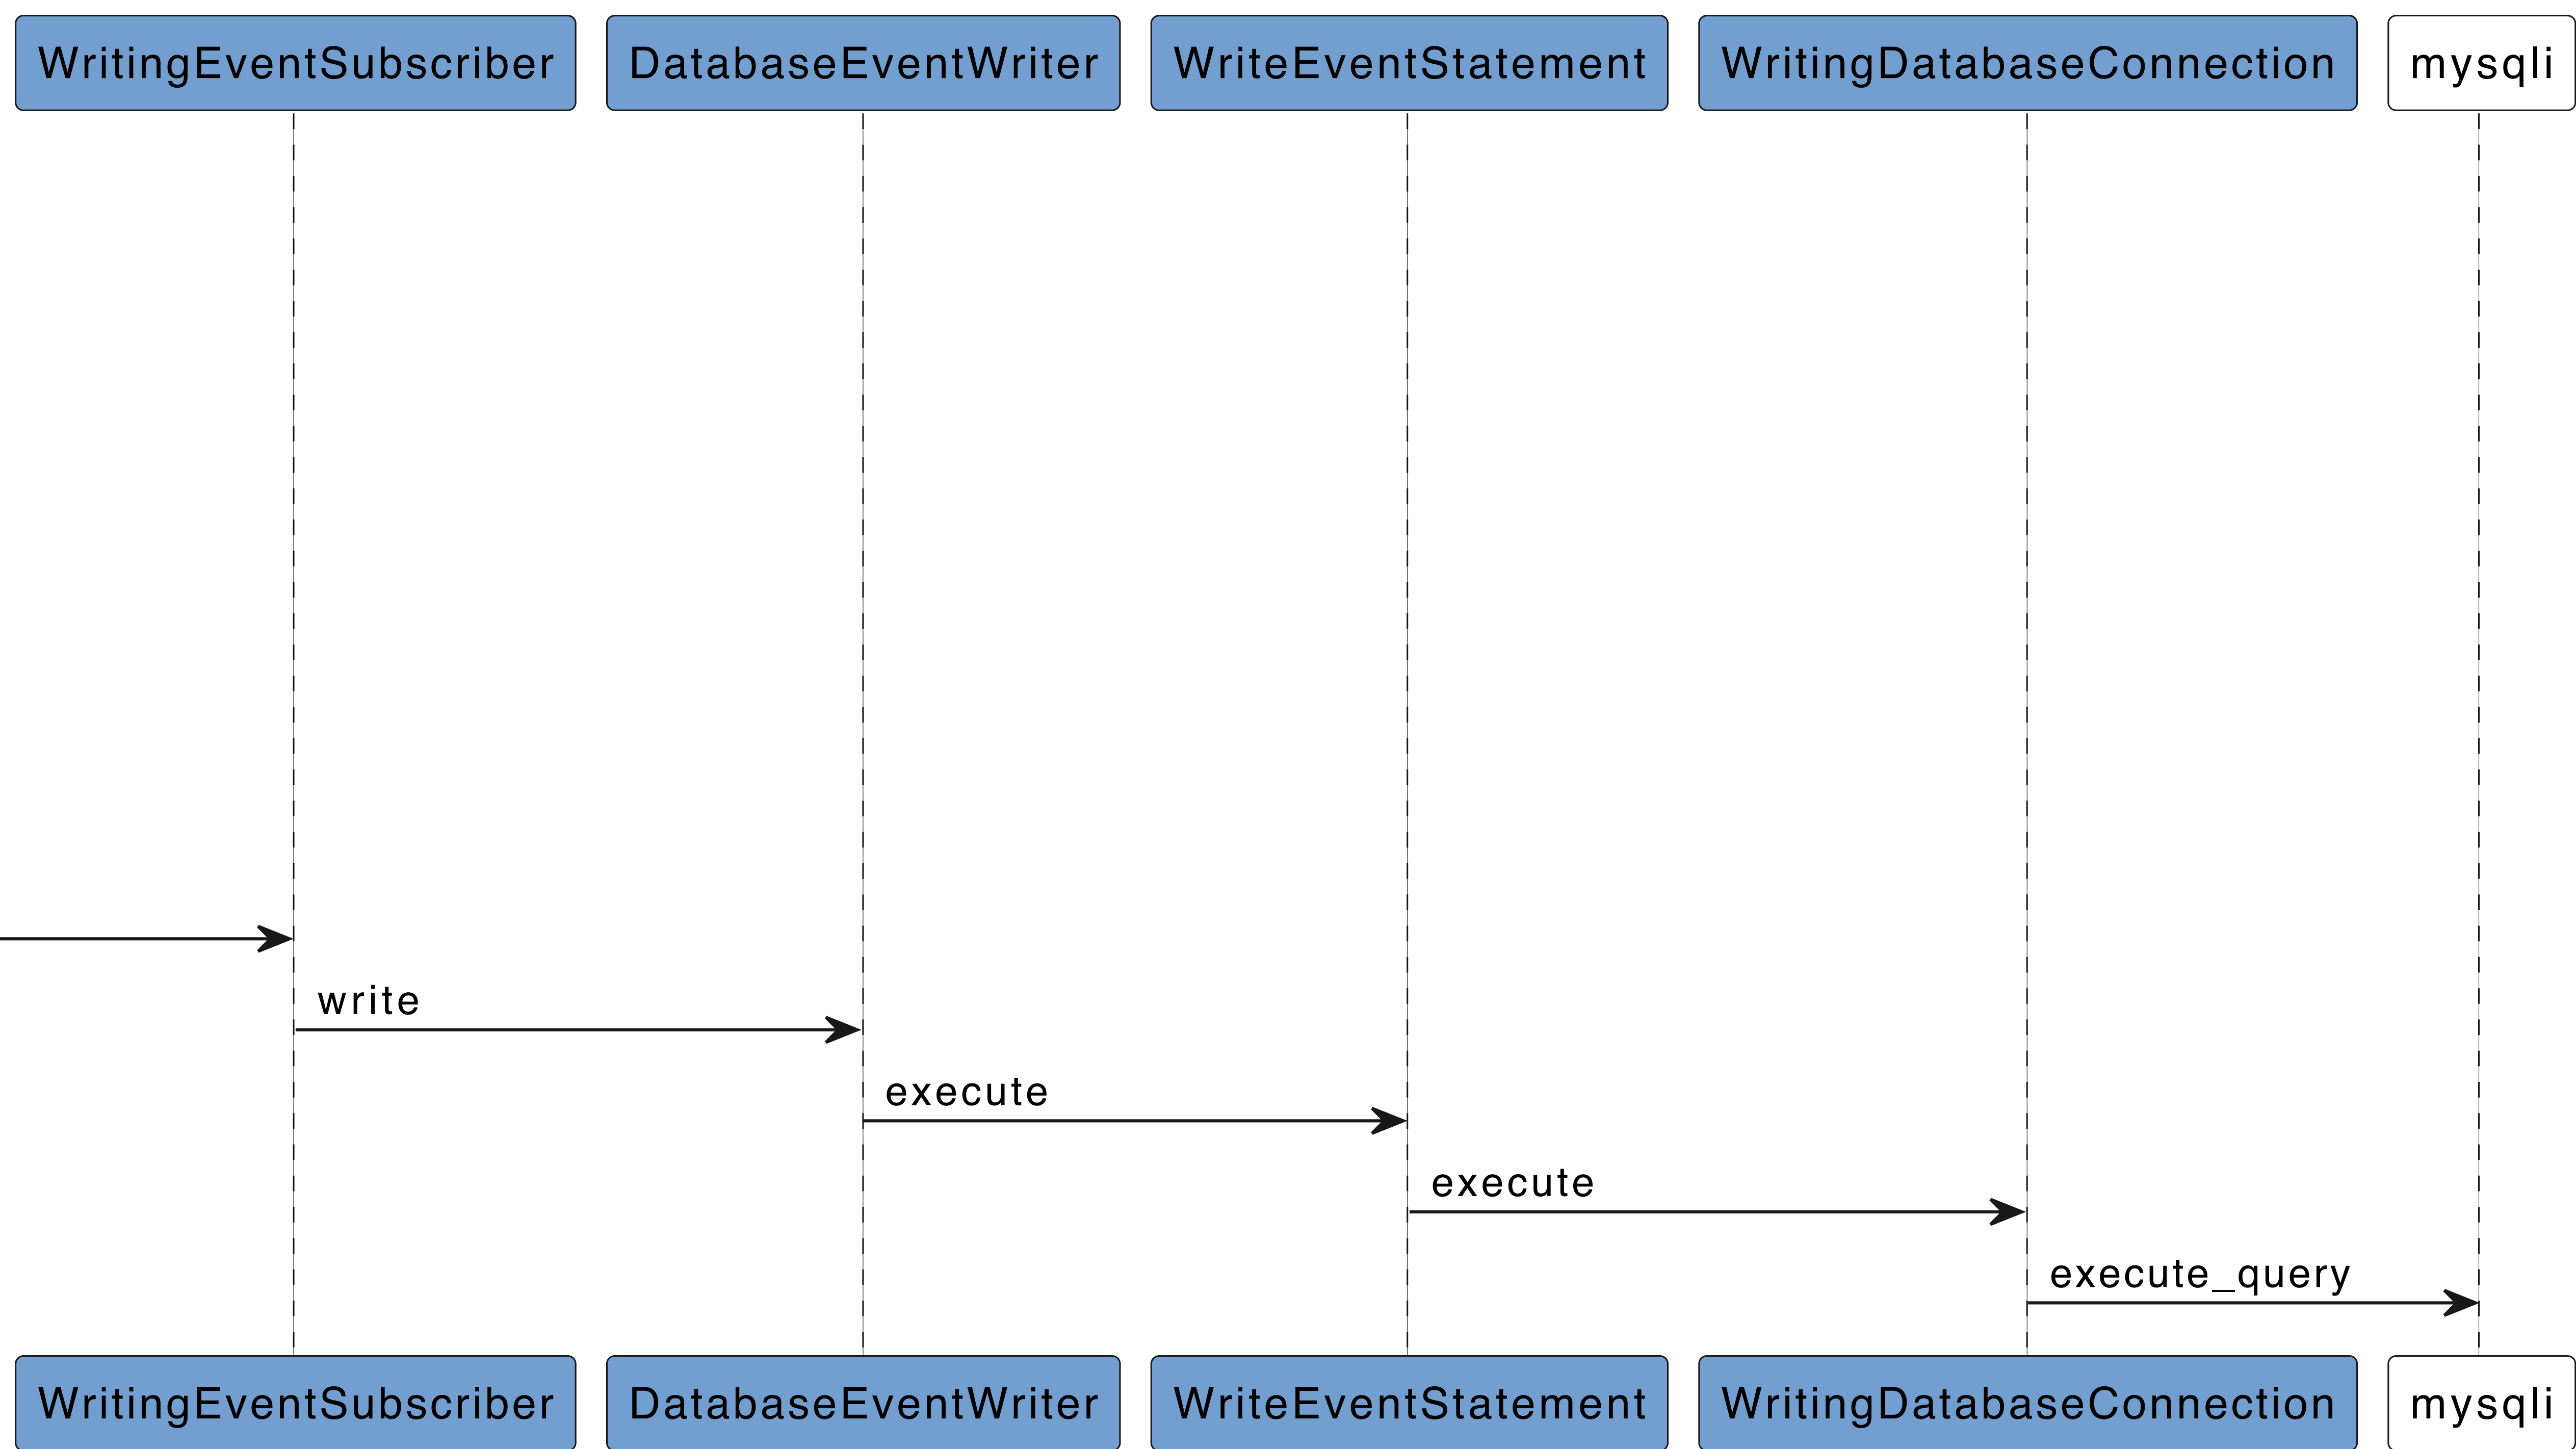 WritingEventSubscriber
DatabaseEventWriter
WriteEventStatement
WritingDatabaseConnection
mysqli
write
execute
execute
execute_query
WritingEventSubscriber
DatabaseEventWriter
WriteEventStatement
WritingDatabaseConnection
mysqli